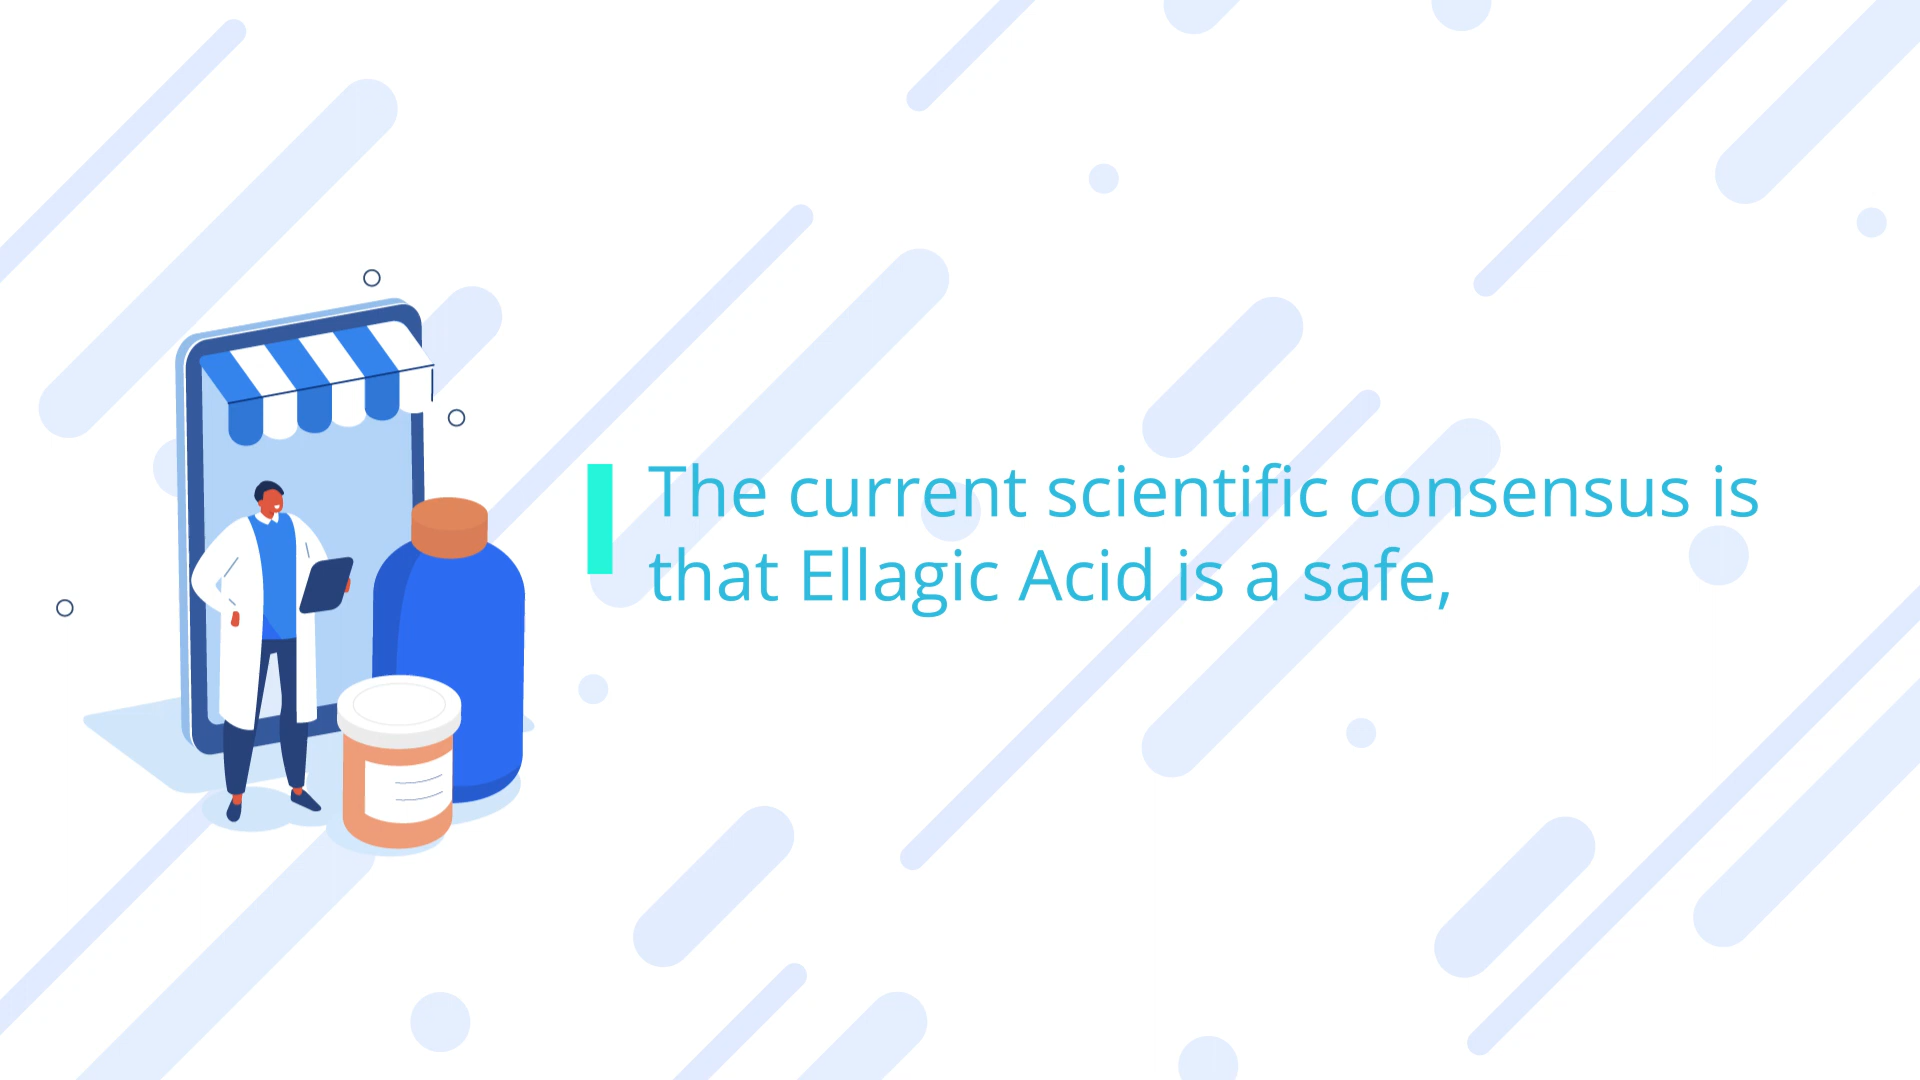 The current scientific consensus is
that Ellagic Acid is a safe,